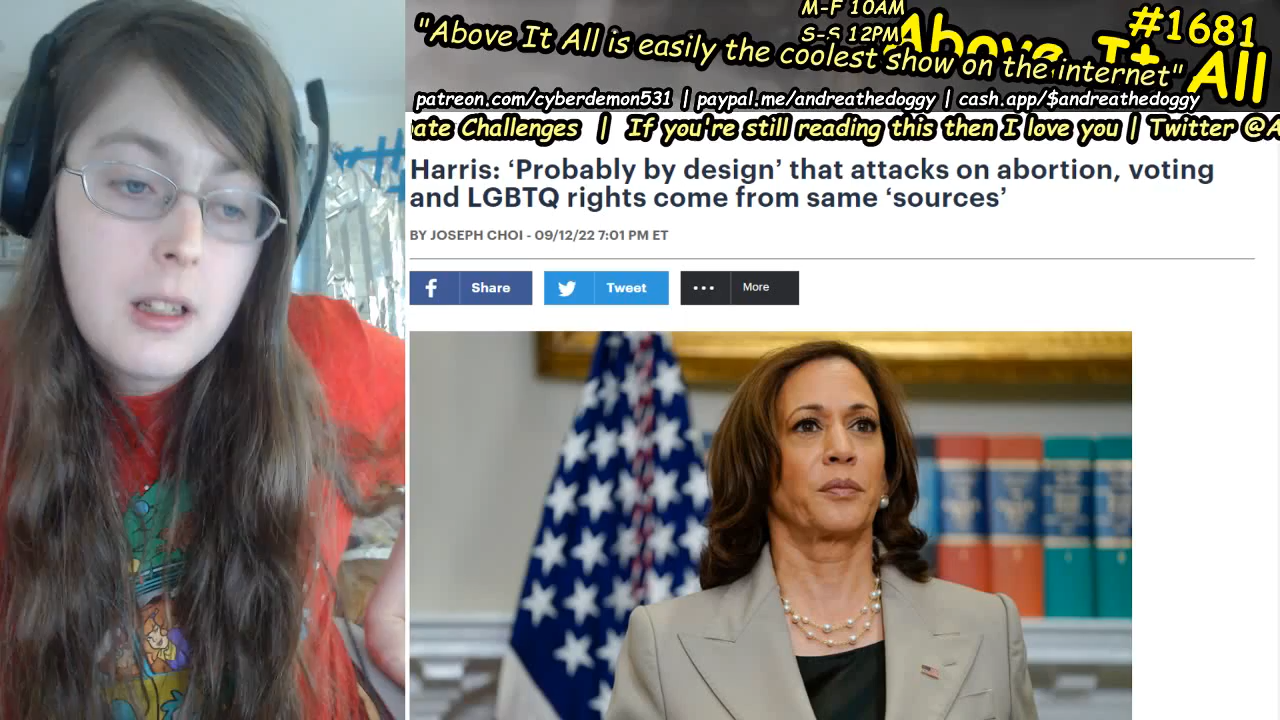 M-F 10AM
S-S 12PM
Above It All
#1681
"Above It All is easily the coolest show on the internet"
patreon.com/cyberdemon531 | paypal.me/andreathedoggy | cash.app/$andreathedoggy
Challenges | If you're still reading this then I love you | Twitter
Harris: ‘Probably by design’ that attacks on abortion, voting
and LGBTQ rights come from same ‘sources’
BY JOSEPH CHOI - 09/12/22 7:01 PM ET
Share
Tweet
More